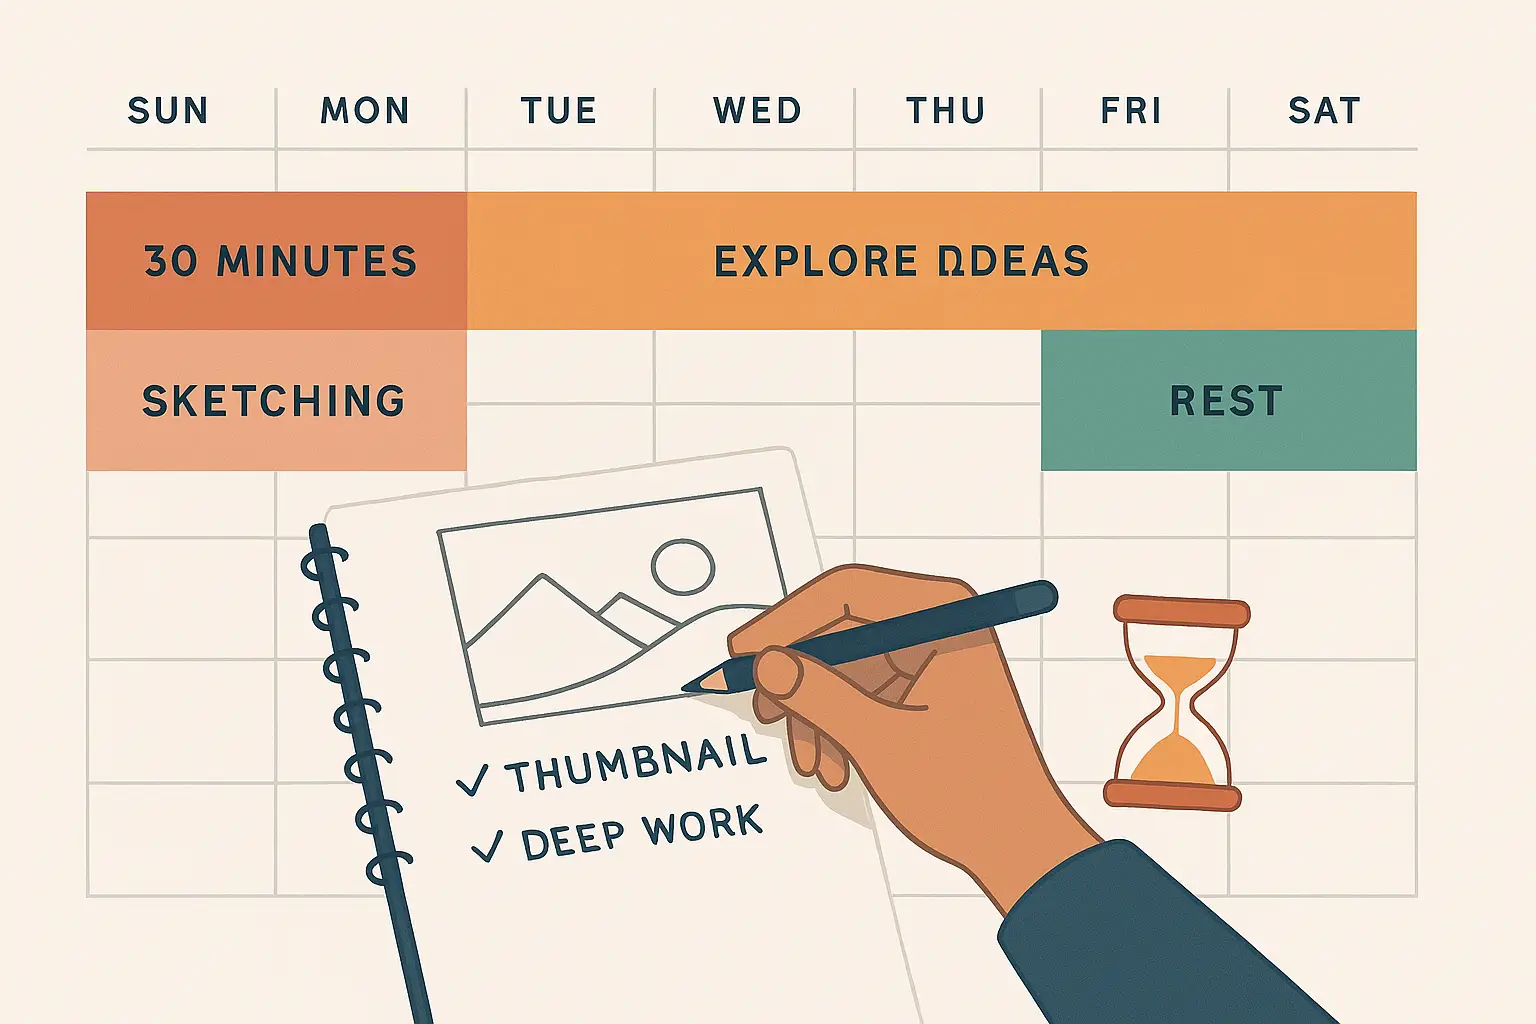 SUN MON TUE WED THU FRI SAT
30 MINUTES EXPLORE ΩDEAS
SKETCHING REST
✓ THUMBNAIL
✓ DEEP WORK